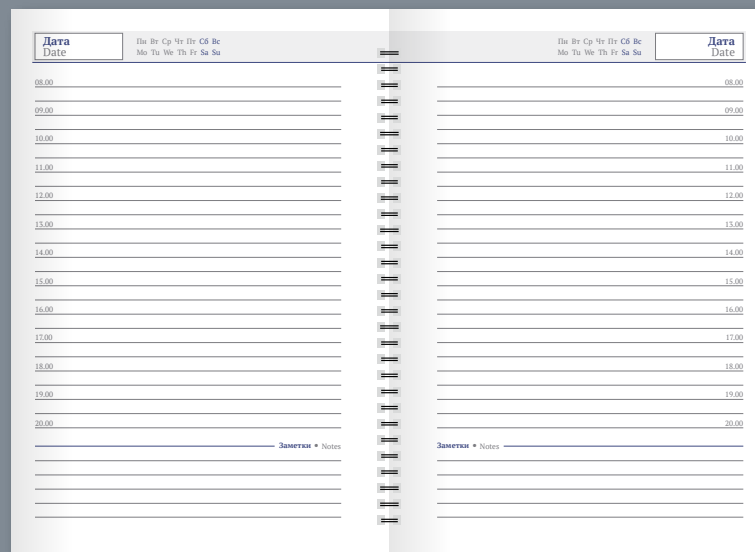 Дата
Date
Пн Вт Ср Чт Пт Сб Вс
Mo Tu We Th Fr Sa Su
08.00
09.00
10.00
11.00
12.00
13.00
14.00
15.00
16.00
17.00
18.00
19.00
20.00
Заметки • Notes
Пн Вт Ср Чт Пт Сб Вс
Mo Tu We Th Fr Sa Su
Дата
Date
08.00
09.00
10.00
11.00
12.00
13.00
14.00
15.00
16.00
17.00
18.00
19.00
20.00
Заметки • Notes